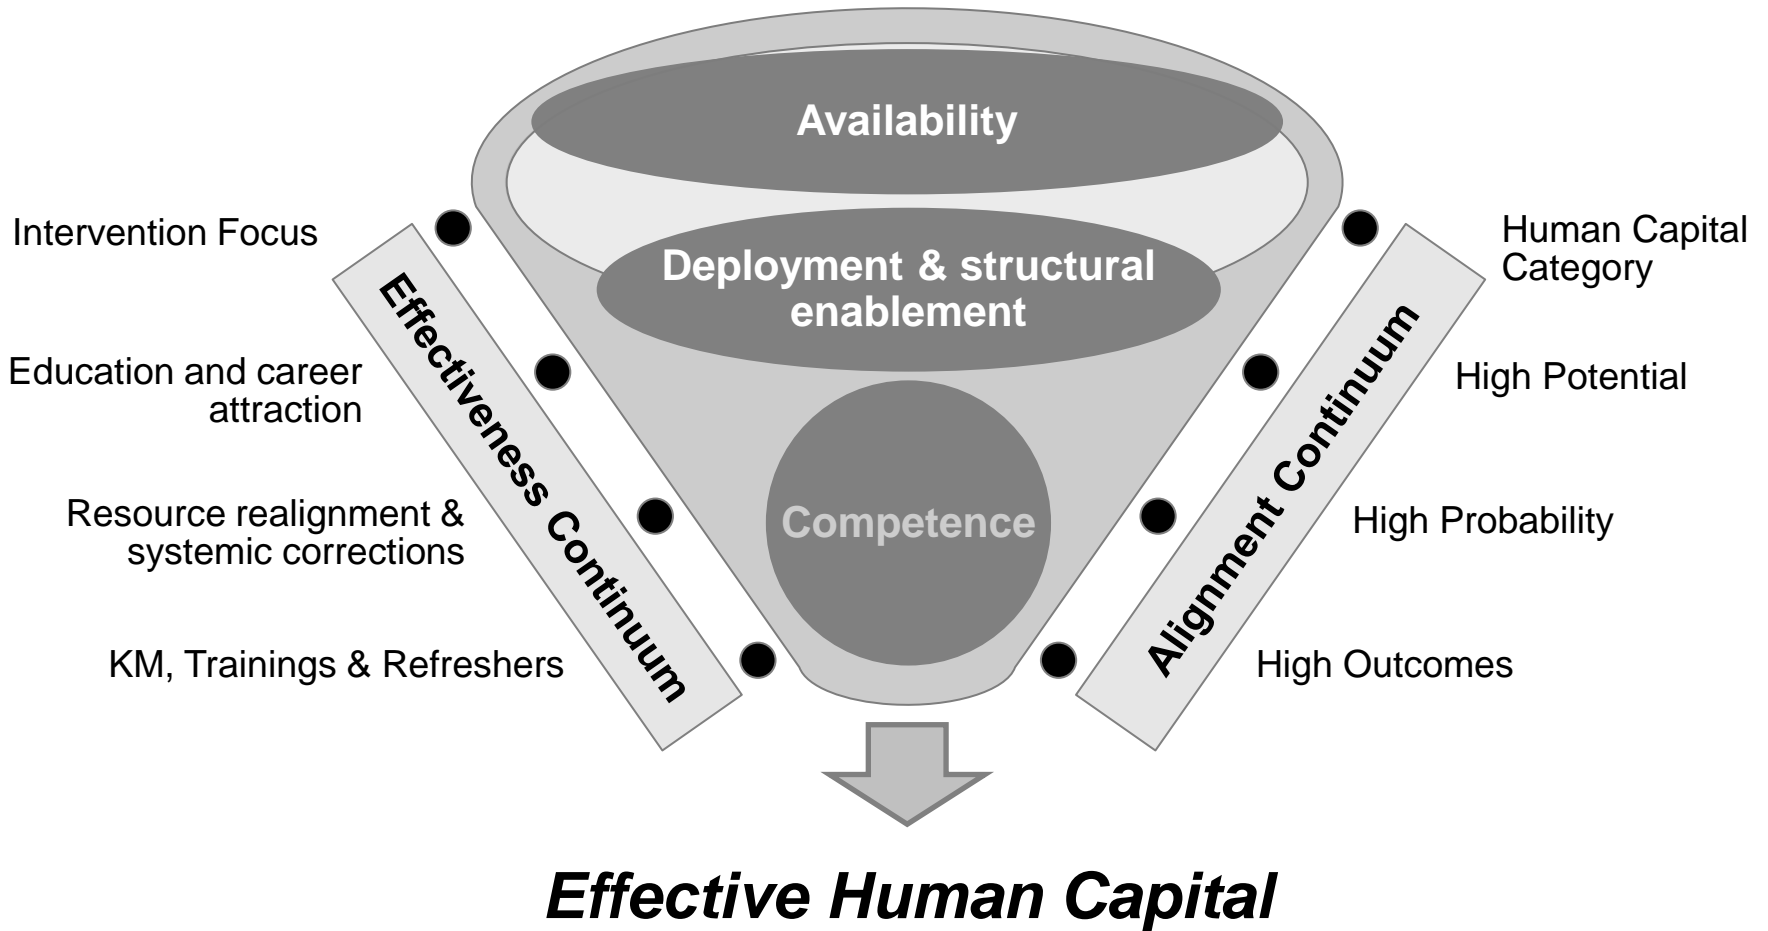 Availability
Intervention Focus
Human Capital
Category
Deployment & structural
enablement
Education and career
attraction
High Potential
Effectiveness Continuum
Alignment Continuum
Resource realignment &
systemic corrections
Competence
High Probability
KM, Trainings & Refreshers
High Outcomes
Effective Human Capital